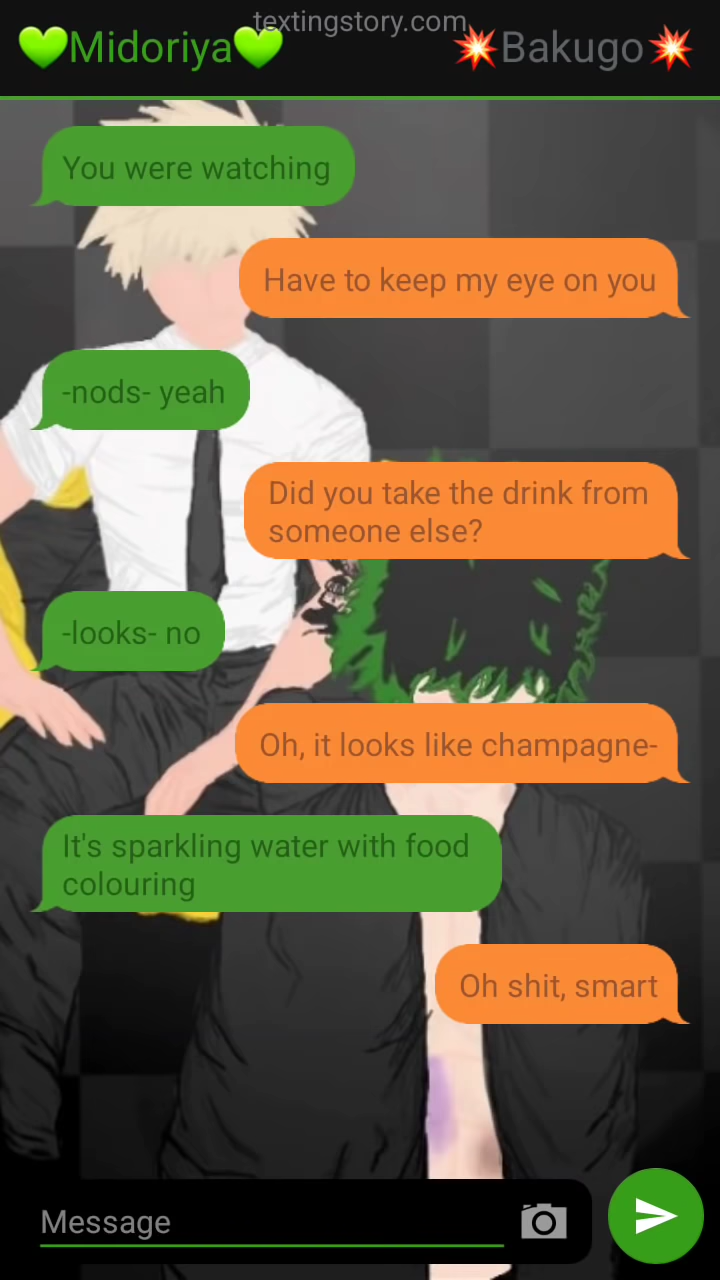 textingstory.com
💚Midoriya💚 💥Bakugo💥
You were watching
Have to keep my eye on you
-nods- yeah
Did you take the drink from
someone else?
-looks- no
Oh, it looks like champagne-
It's sparkling water with food
colouring
Oh shit, smart
Message